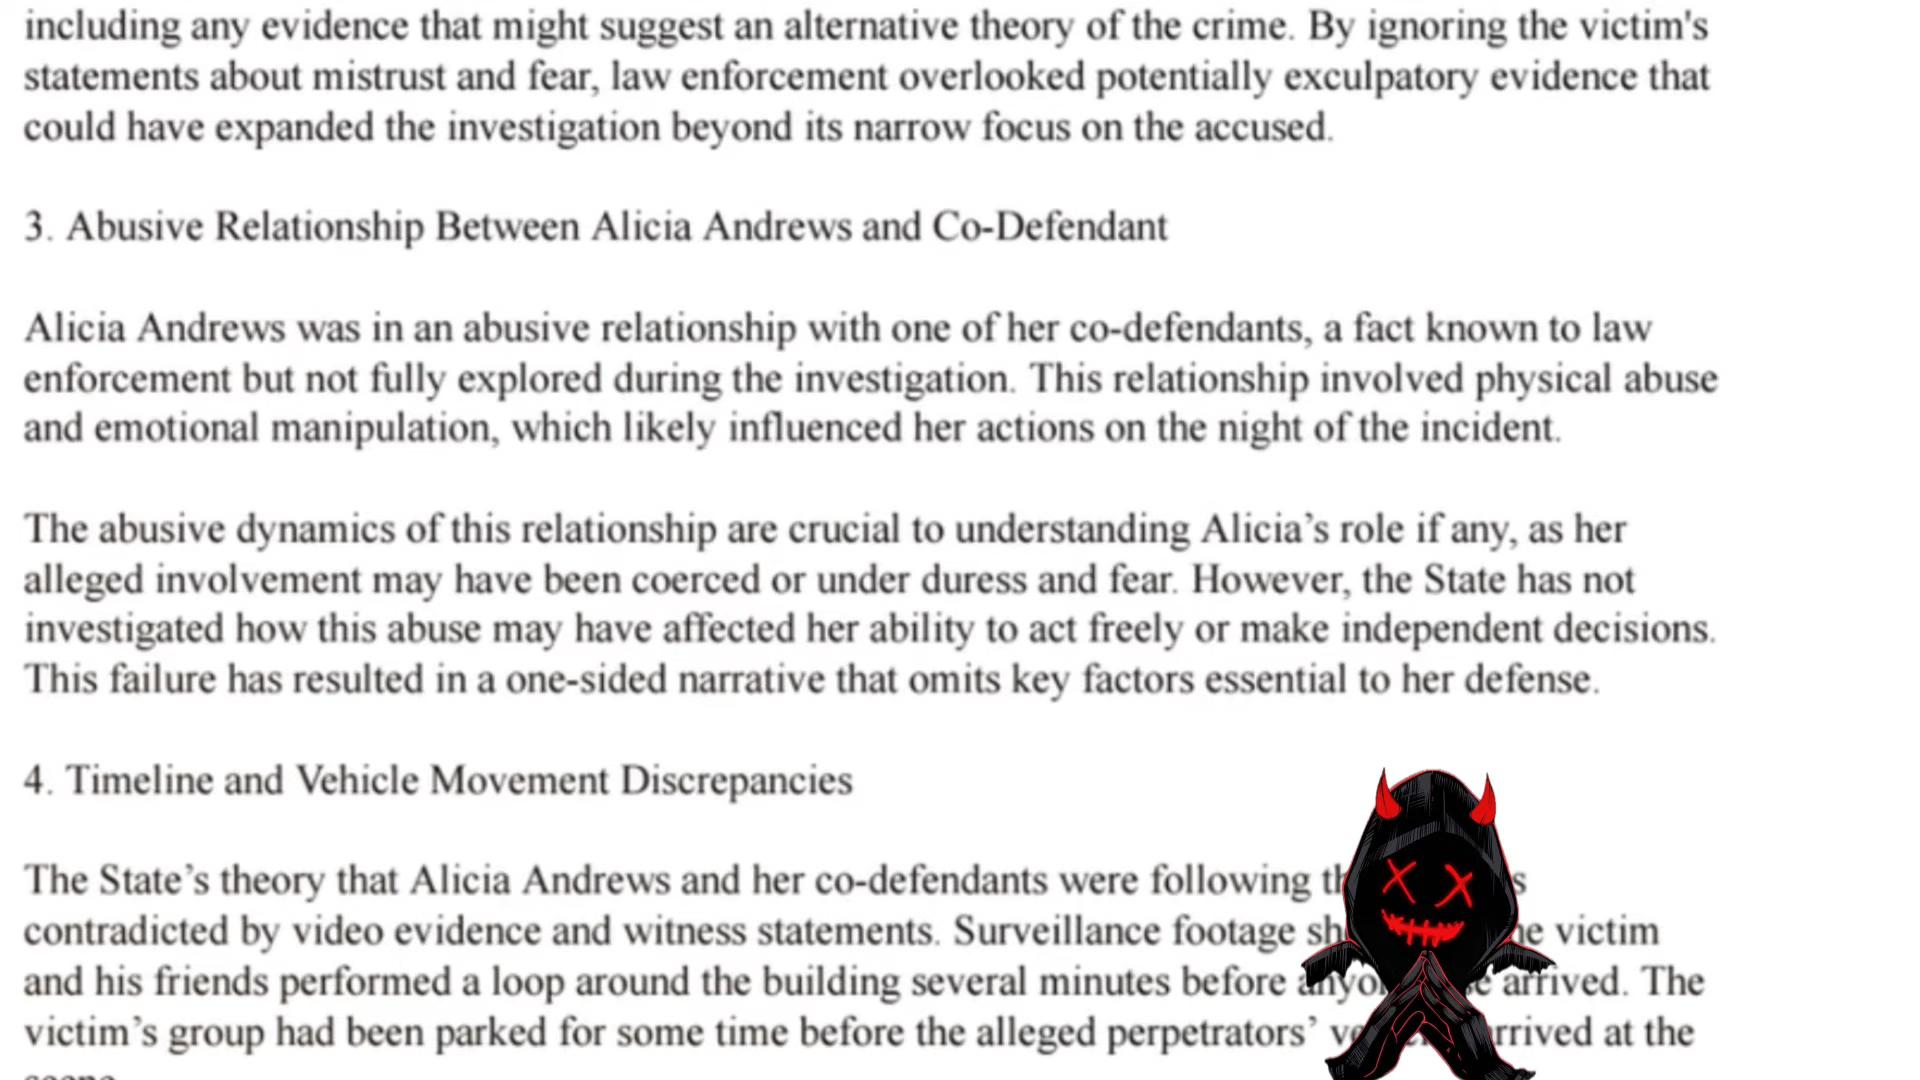 including any evidence that might suggest an alternative theory of the crime. By ignoring the victim's
statements about mistrust and fear, law enforcement overlooked potentially exculpatory evidence that
could have expanded the investigation beyond its narrow focus on the accused.
3. Abusive Relationship Between Alicia Andrews and Co-Defendant
Alicia Andrews was in an abusive relationship with one of her co-defendants, a fact known to law
enforcement but not fully explored during the investigation. This relationship involved physical abuse
and emotional manipulation, which likely influenced her actions on the night of the incident.
The abusive dynamics of this relationship are crucial to understanding Alicia’s role if any, as her
alleged involvement may have been coerced or under duress and fear. However, the State has not
investigated how this abuse may have affected her ability to act freely or make independent decisions.
This failure has resulted in a one-sided narrative that omits key factors essential to her defense.
4. Timeline and Vehicle Movement Discrepancies
The State’s theory that Alicia Andrews and her co-defendants were following
contradicted by video evidence and witness statements. Surveillance footage victim
and his friends performed a loop around the building several minutes before arrived. The
victim’s group had been parked for some time before the alleged perpetrators’ arrived at the